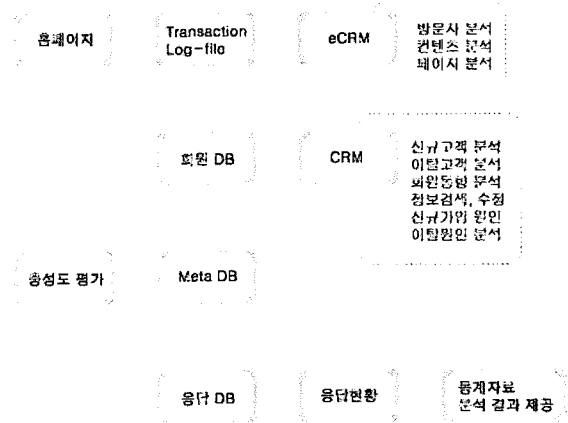 홈페이지
Transaction
Log-file
eCRM
방문자 분석
컨텐츠 분석
페이지 분석
회원 DB
CRM
신규고객 분석
이탈고객 분석
회원동향 분석
정보검색, 수정
신규가입 원인
이탈원인 분석
충성도 평가
Meta DB
응답 DB
응답현황
통계자료
분석 결과 제공